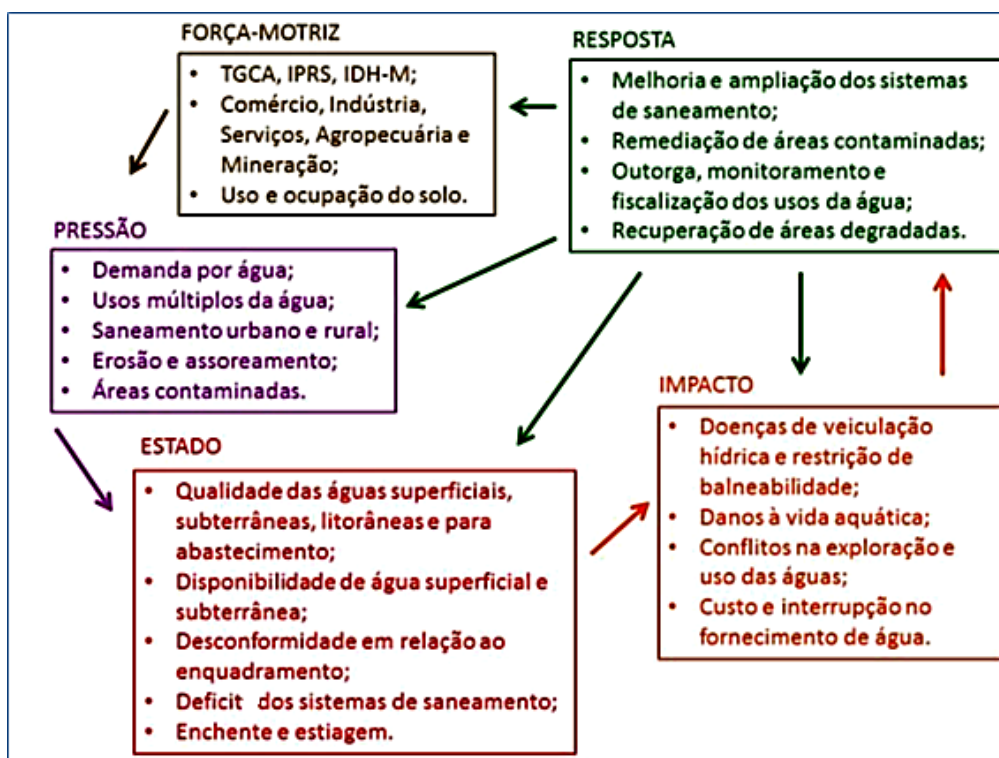 FORÇA-MOTRIZ
• TGCA, IPRS, IDH-M;
• Comércio, Indústria,
Serviços, Agropecuária e
Mineração;
• Uso e ocupação do solo.
RESPOSTA
• Melhoria e ampliação dos sistemas
de saneamento;
• Remediação de áreas contaminadas;
• Outorga, monitoramento e
fiscalização dos usos da água;
• Recuperação de áreas degradadas.
PRESSÃO
• Demanda por água;
• Usos múltiplos da água;
• Saneamento urbano e rural;
• Erosão e assoreamento;
• Áreas contaminadas.
ESTADO
• Qualidade das águas superficiais,
subterrâneas, litorâneas e para
abastecimento;
• Disponibilidade de água superficial e
subterrânea;
• Desconformidade em relação ao
enquadramento;
• Deficit dos sistemas de saneamento;
• Enchente e estiagem.
IMPACTO
• Doenças de veiculação
hídrica e restrição de
balneabilidade;
• Danos à vida aquática;
• Conflitos na exploração e
uso das águas;
• Custo e interrupção no
fornecimento de água.